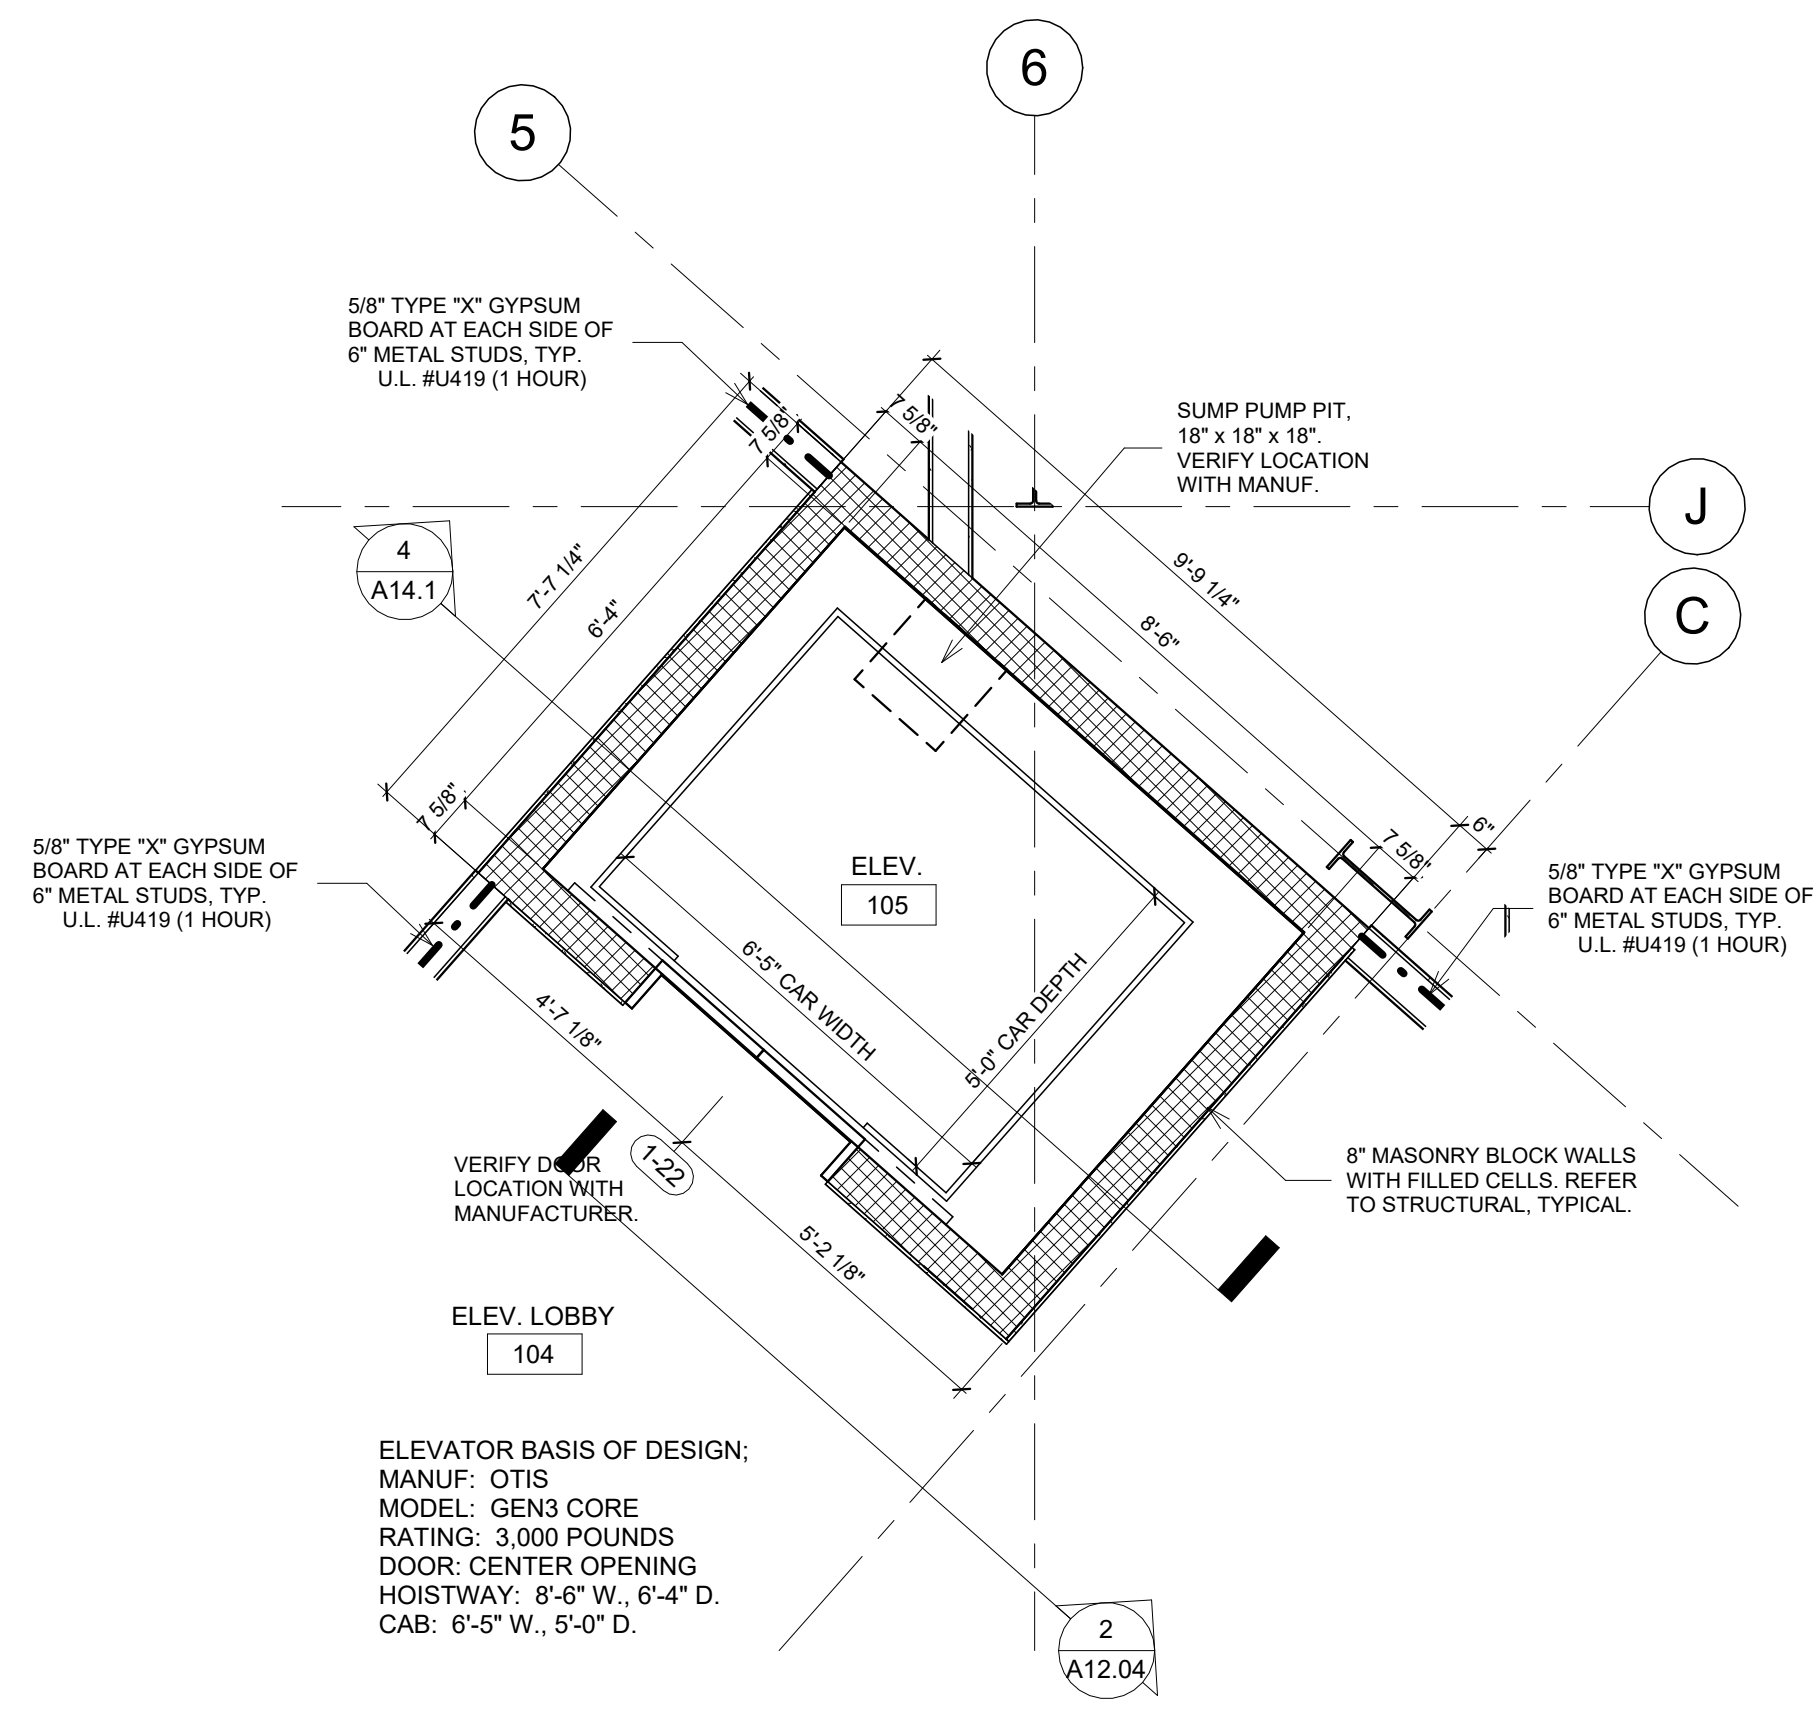 6
5
5/8" TYPE "X" GYPSUM
BOARD AT EACH SIDE OF
6" METAL STUDS, TYP.
U.L. #U419 (1 HOUR)
7 5/8"
7 5/8"
SUMP PUMP PIT,
18" x 18" x 18".
VERIFY LOCATION
WITH MANUF.
J
C
4
A14.1
7'-7 1/4"
6'-4"
9'-9 1/4"
8'-6"
7 5/8"
7 5/8"
6"
5/8" TYPE "X" GYPSUM
BOARD AT EACH SIDE OF
6" METAL STUDS, TYP.
U.L. #U419 (1 HOUR)
ELEV.
105
5/8" TYPE "X" GYPSUM
BOARD AT EACH SIDE OF
6" METAL STUDS, TYP.
U.L. #U419 (1 HOUR)
6'-5" CAR WIDTH
5'-0" CAR DEPTH
4'-7 1/8"
VERIFY DOOR
LOCATION WITH
MANUFACTURER.
1-22
5'-2 1/8"
8" MASONRY BLOCK WALLS
WITH FILLED CELLS. REFER
TO STRUCTURAL, TYPICAL.
ELEV. LOBBY
104
ELEVATOR BASIS OF DESIGN;
MANUF: OTIS
MODEL: GEN3 CORE
RATING: 3,000 POUNDS
DOOR: CENTER OPENING
HOISTWAY: 8'-6" W., 6'-4" D.
CAB: 6'-5" W., 5'-0" D.
2
A12.04